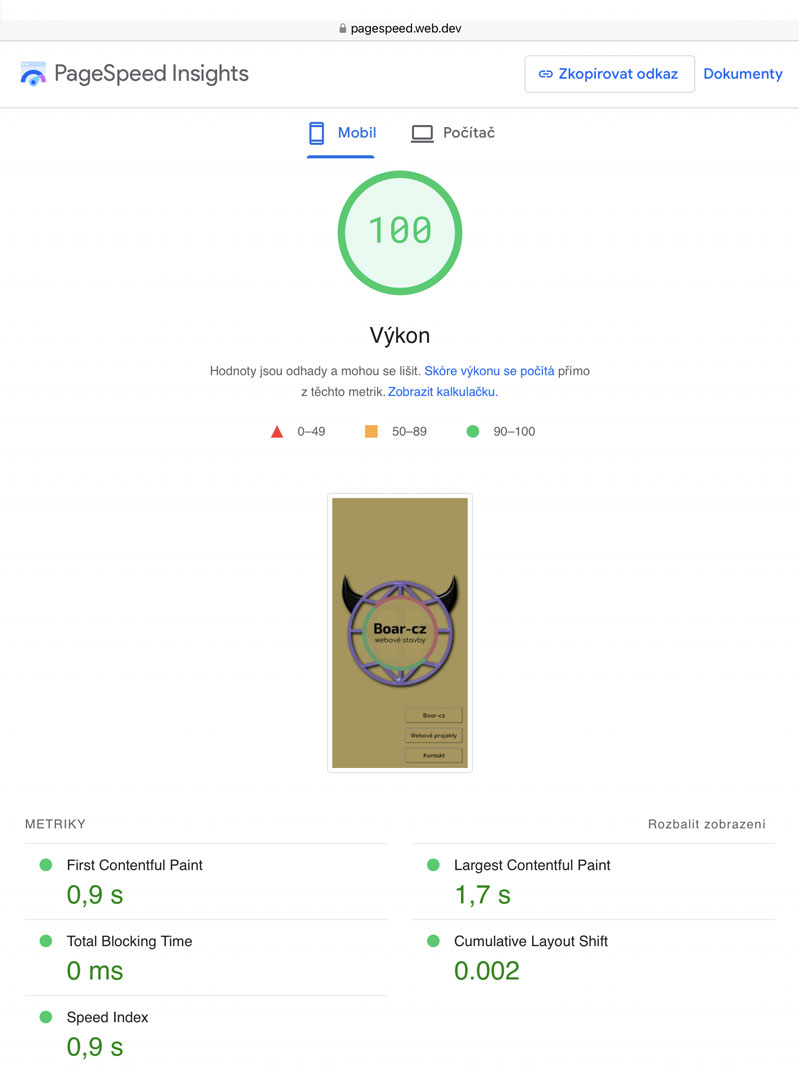 pagespeed.web.dev
PageSpeed Insights
Zkopírovat odkaz
Dokumenty
Mobil
Počítač
100
Výkon
Hodnoty jsou odhady a mohou se lišit. Skóre výkonu se počítá přímo
z těchto metrik. Zobrazit kalkulačku.
0–49
50–89
90–100
Boar-cz
webové stavby
Boar-cz
Webové projekty
Kontakt
METRIKY
Rozbalit zobrazení
First Contentful Paint
0,9 s
Largest Contentful Paint
1,7 s
Total Blocking Time
0 ms
Cumulative Layout Shift
0.002
Speed Index
0,9 s